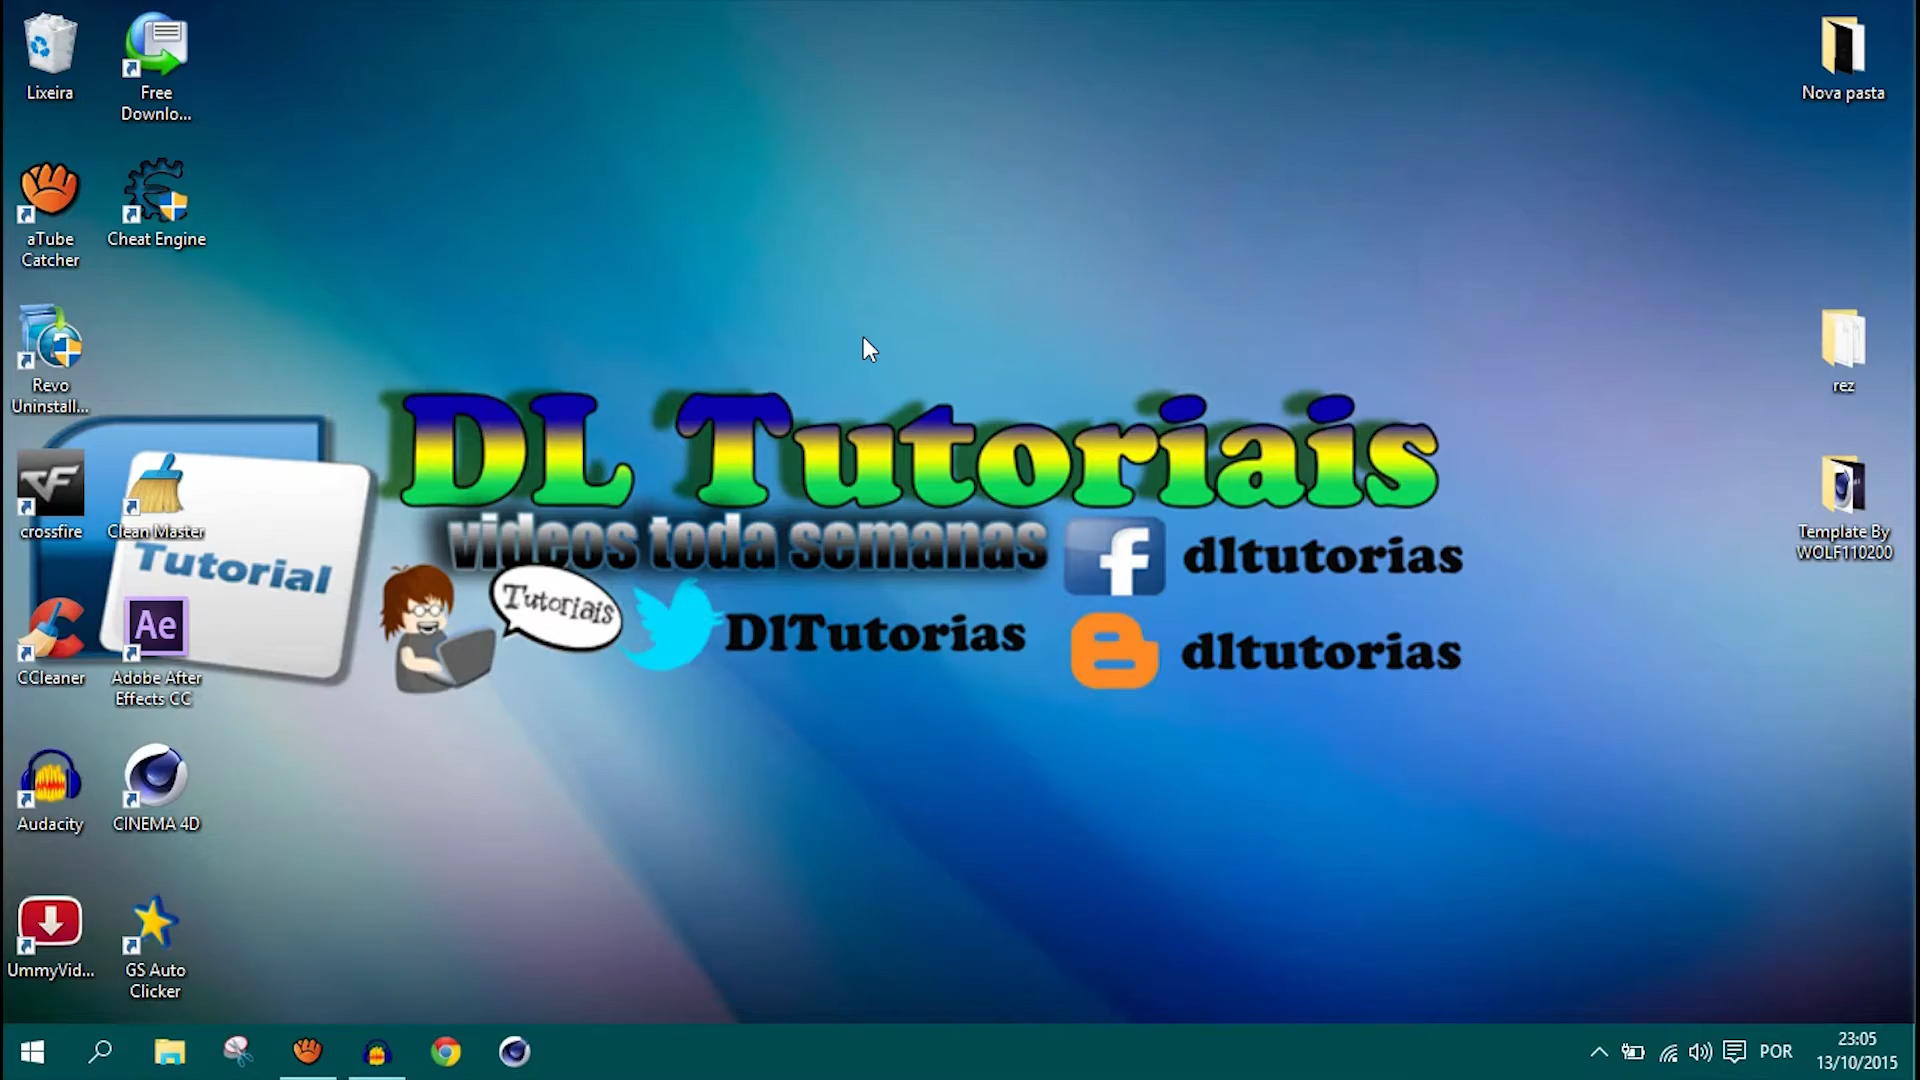 Lixeira
Free
Downlo...
Nova pasta
aTube
Catcher
Cheat Engine
Revo
Uninstall...
rez
DL Tutoriais
videos toda semanas
crossfire
Clean Master
Template By
WOLF110200
Tutorial
dltutorias
Tutoriais
DlTutorias
dltutorias
CCleaner
Ae
Adobe After
Effects CC
Audacity
CINEMA 4D
UmmyVid...
GS Auto
Clicker
POR
23:05
13/10/2015